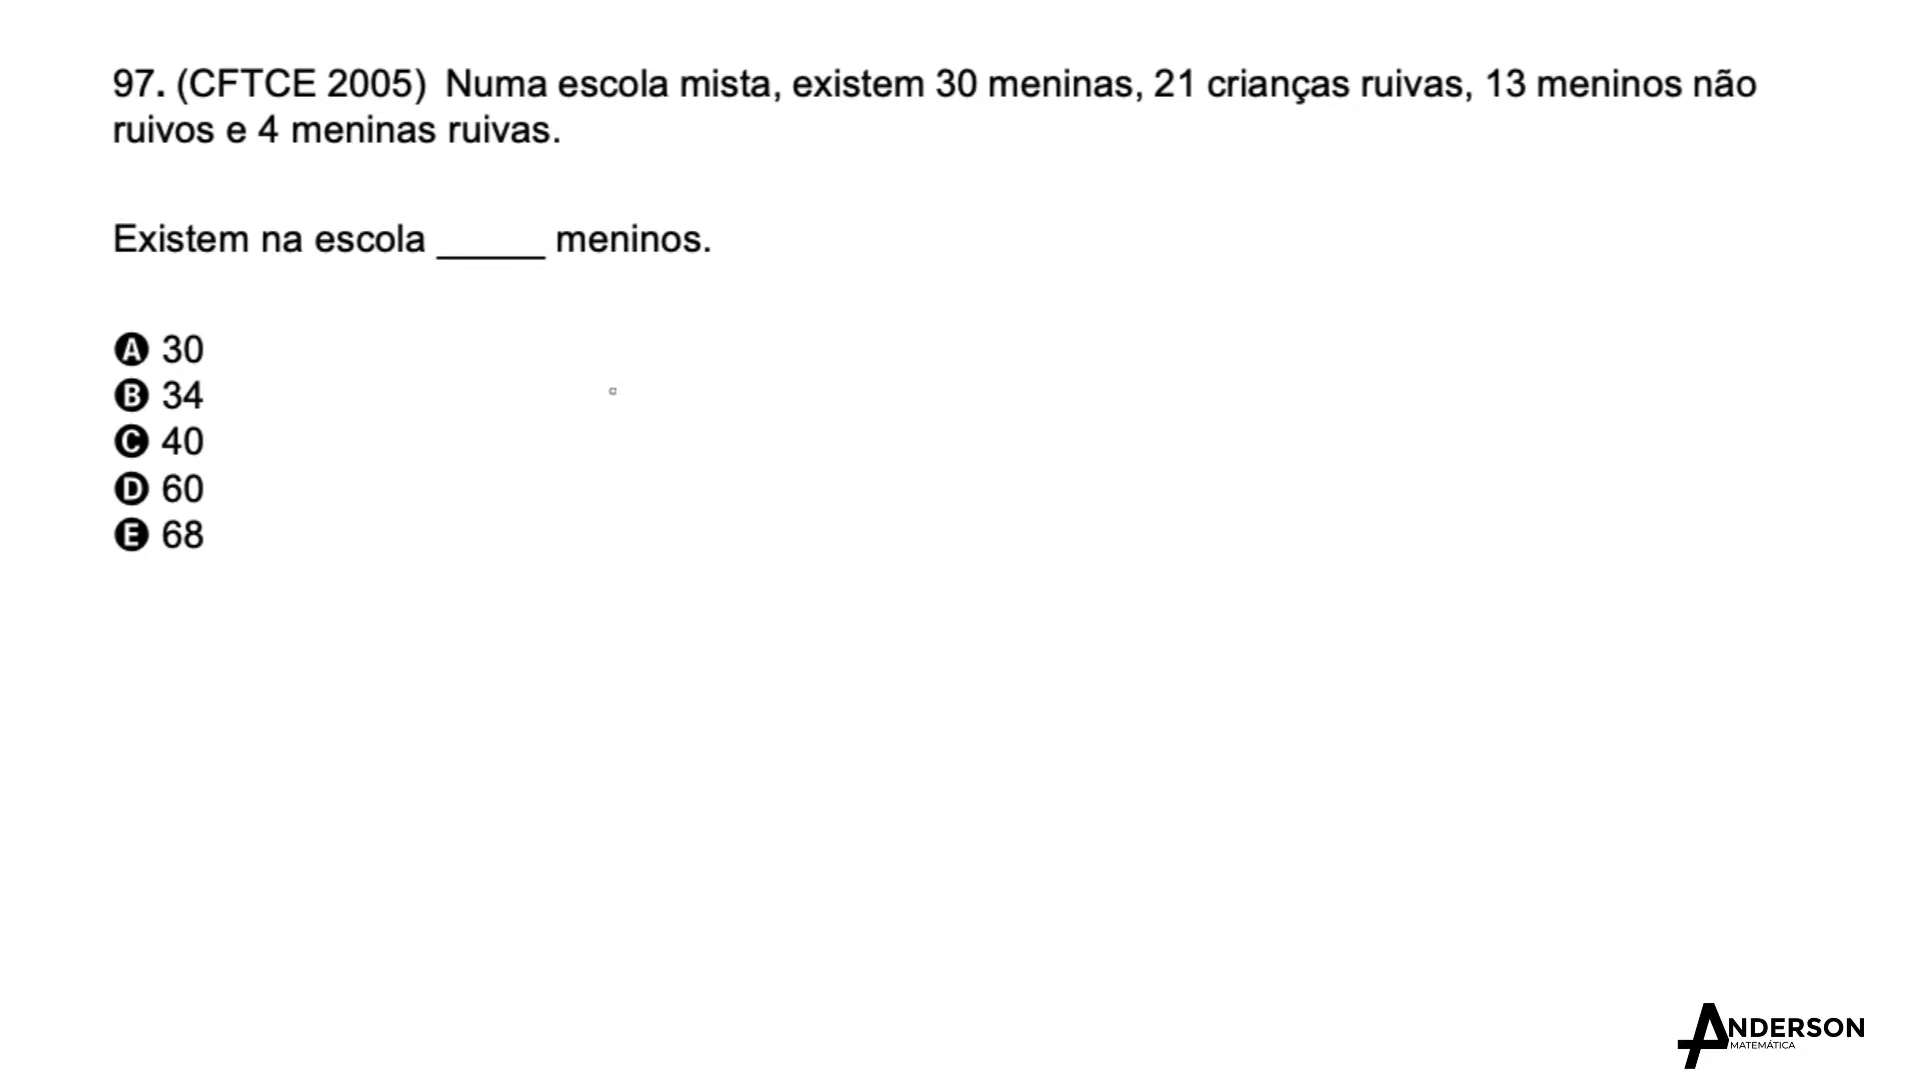 97. (CFTCE 2005) Numa escola mista, existem 30 meninas, 21 crianças ruivas, 13 meninos não
ruivos e 4 meninas ruivas.
Existem na escola _____ meninos.
A 30
B 34
C 40
D 60
E 68
ANDERSON
MATEMÁTICA